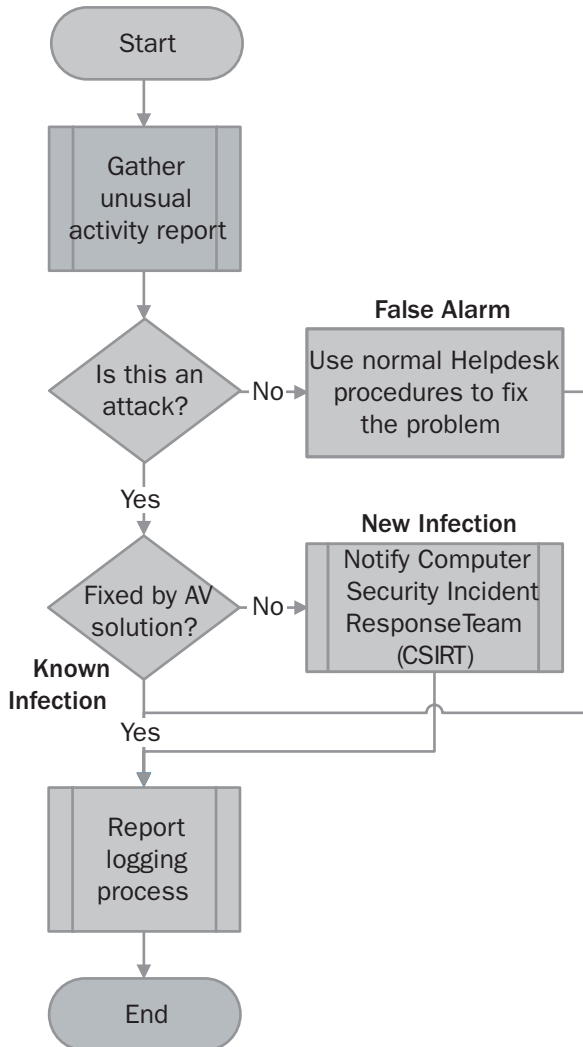 Start
Gather
unusual
activity report
Is this an
attack?
No
False Alarm
Use normal Helpdesk
procedures to fix
the problem
Yes
Fixed by AV
solution?
No
New Infection
Notify Computer
Security Incident
ResponseTeam
(CSIRT)
Known
Infection
Yes
Report
logging
process
End